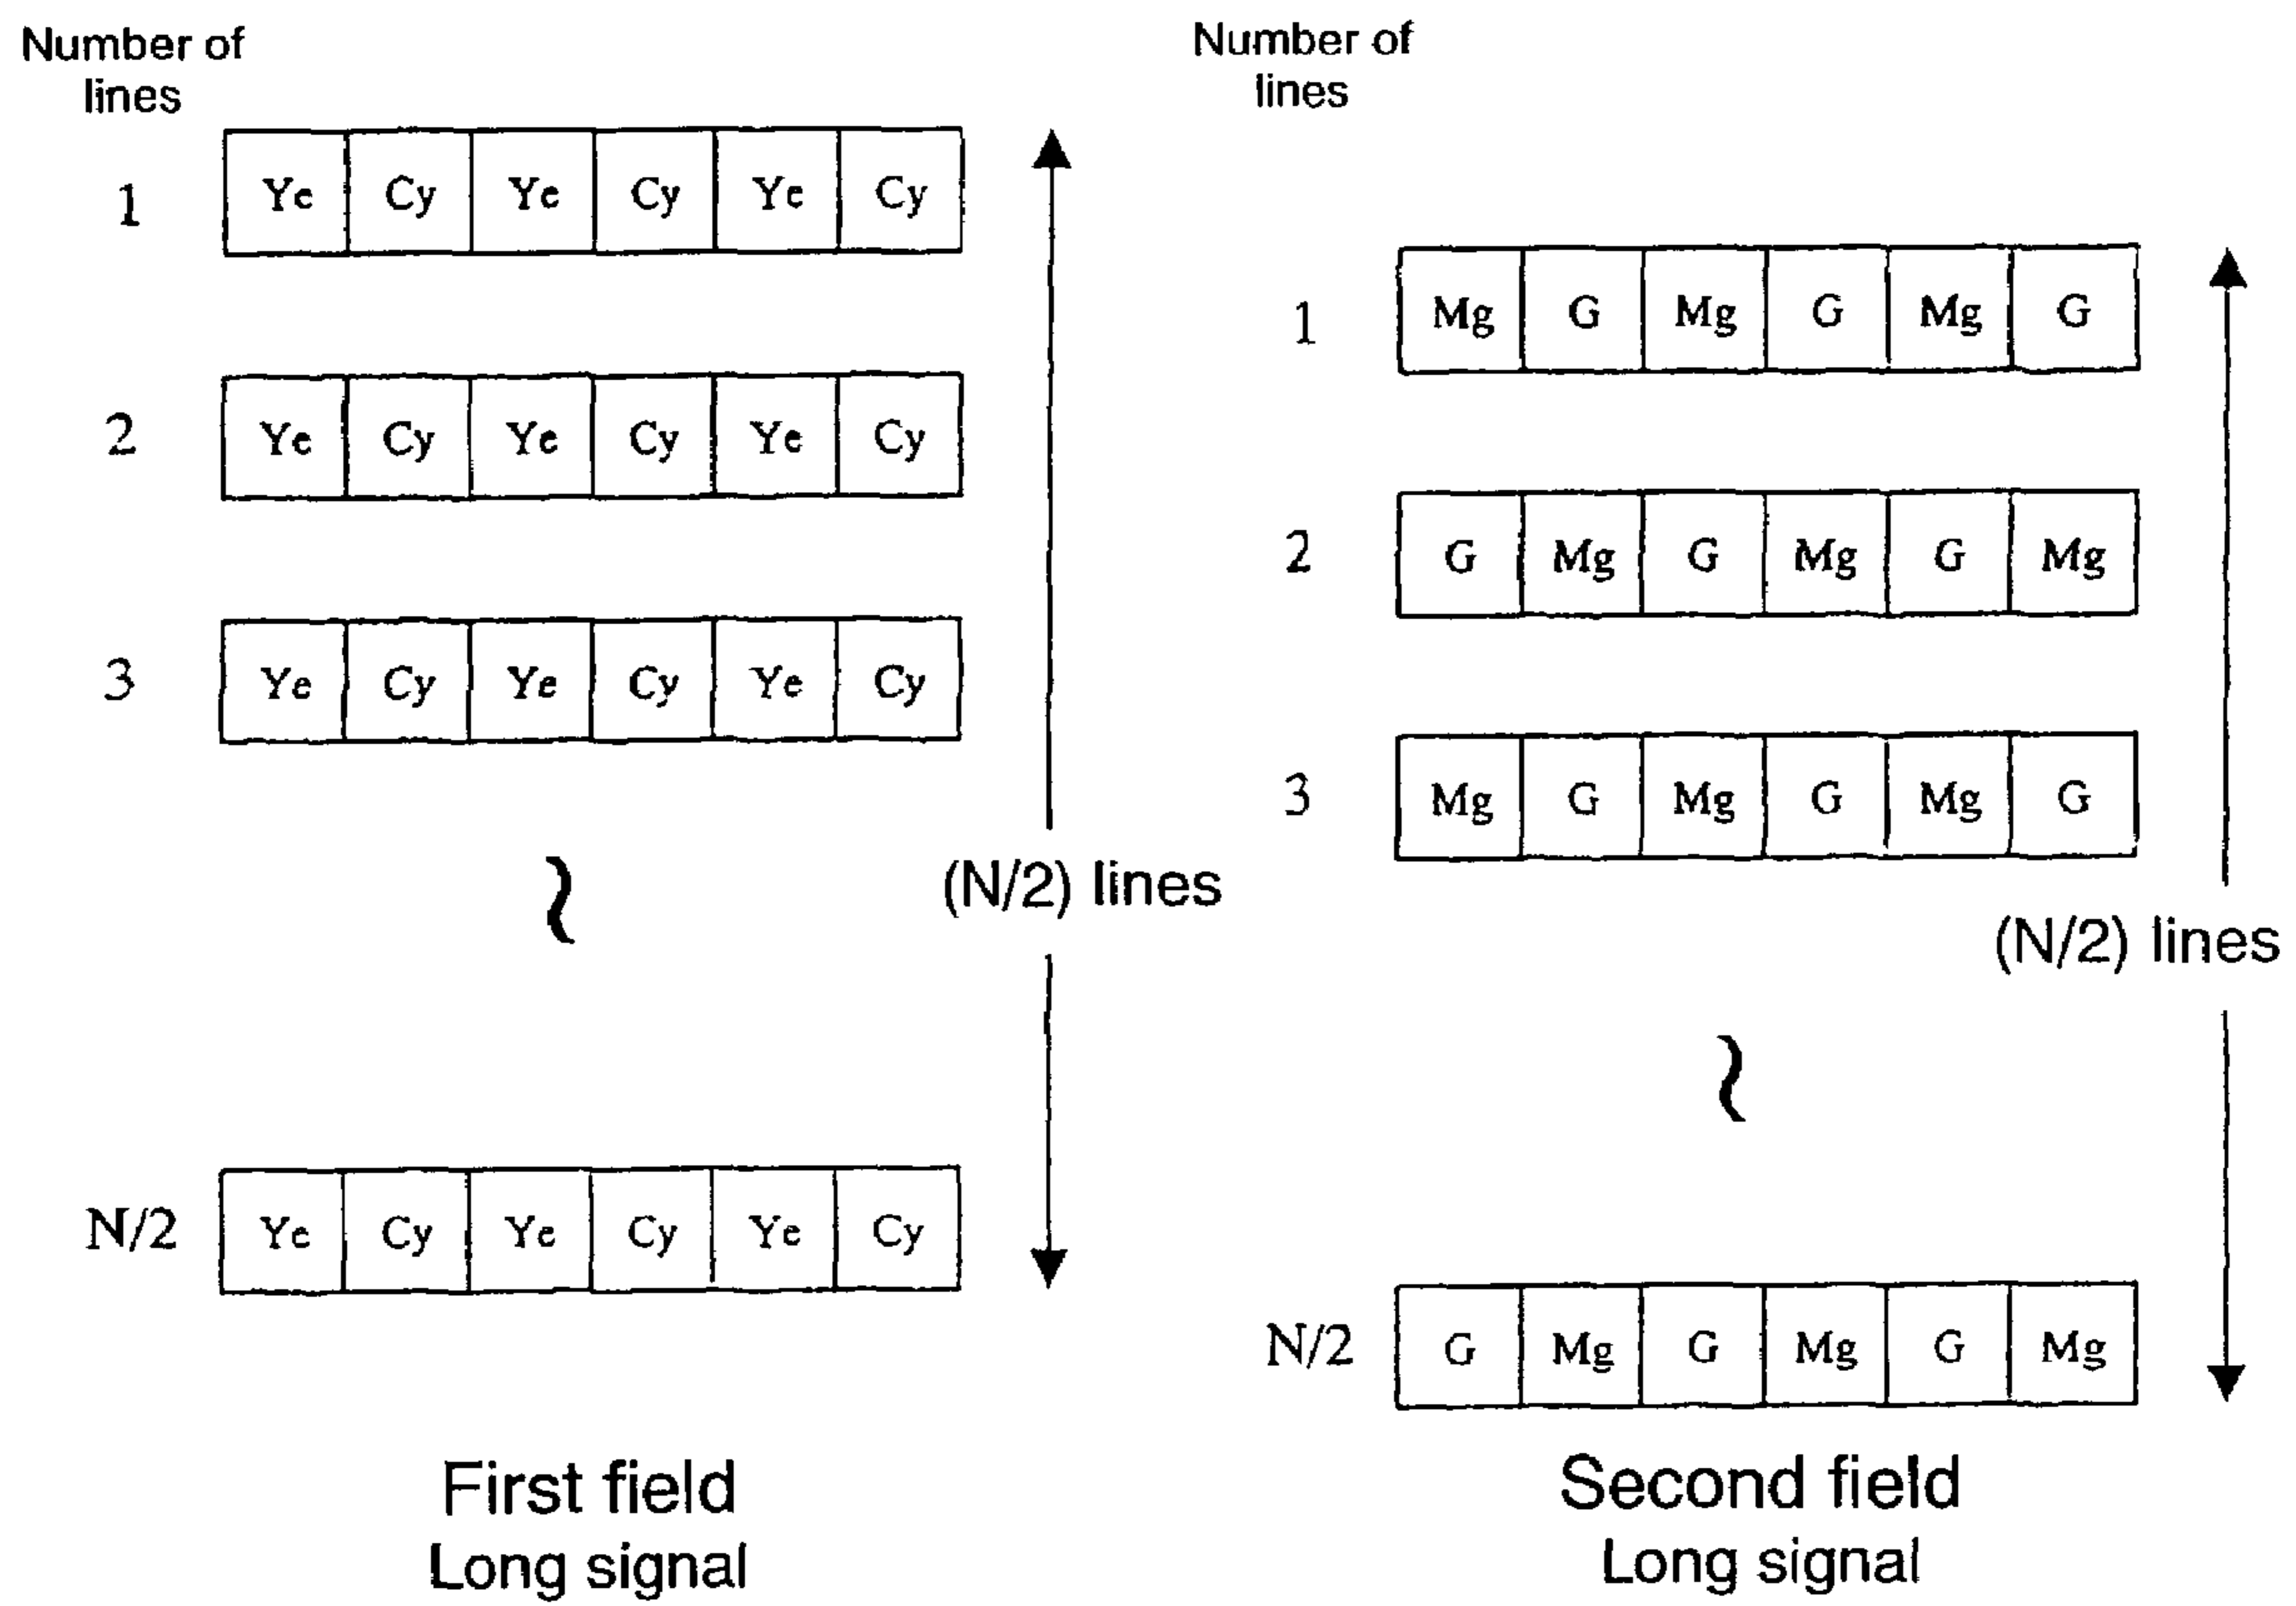 Number of
lines
1 Ye Cy Ye Cy Ye Cy
2 Ye Cy Ye Cy Ye Cy
3 Ye Cy Ye Cy Ye Cy
(N/2) lines
N/2 Ye Cy Ye Cy Ye Cy
First field
Long signal
Number of
lines
1 Mg G Mg G Mg G
2 G Mg G Mg G Mg
3 Mg G Mg G Mg G
(N/2) lines
N/2 G Mg G Mg G Mg
Second field
Long signal